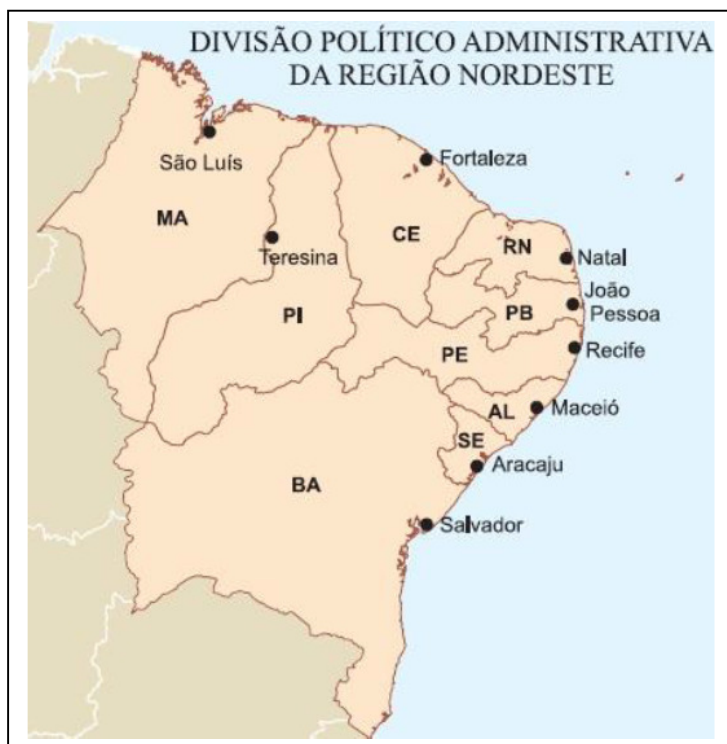 DIVISÃO POLÍTICO ADMINISTRATIVA
DA REGIÃO NORDESTE
São Luís
Fortaleza
MA
Teresina
CE
RN
Natal
PI
PB
João
Pessoa
PE
Recife
AL
Maceió
SE
Aracaju
BA
Salvador